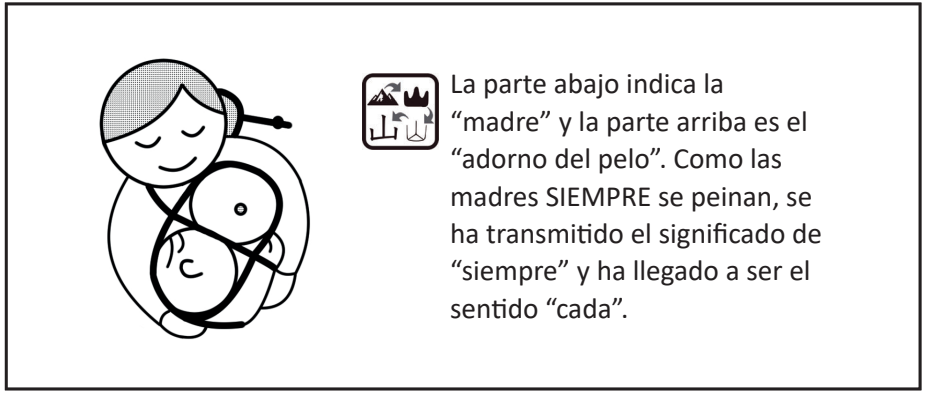 La parte abajo indica la
“madre” y la parte arriba es el
“adorno del pelo”. Como las
madres SIEMPRE se peinan, se
ha transmitido el significado de
“siempre” y ha llegado a ser el
sentido “cada”.